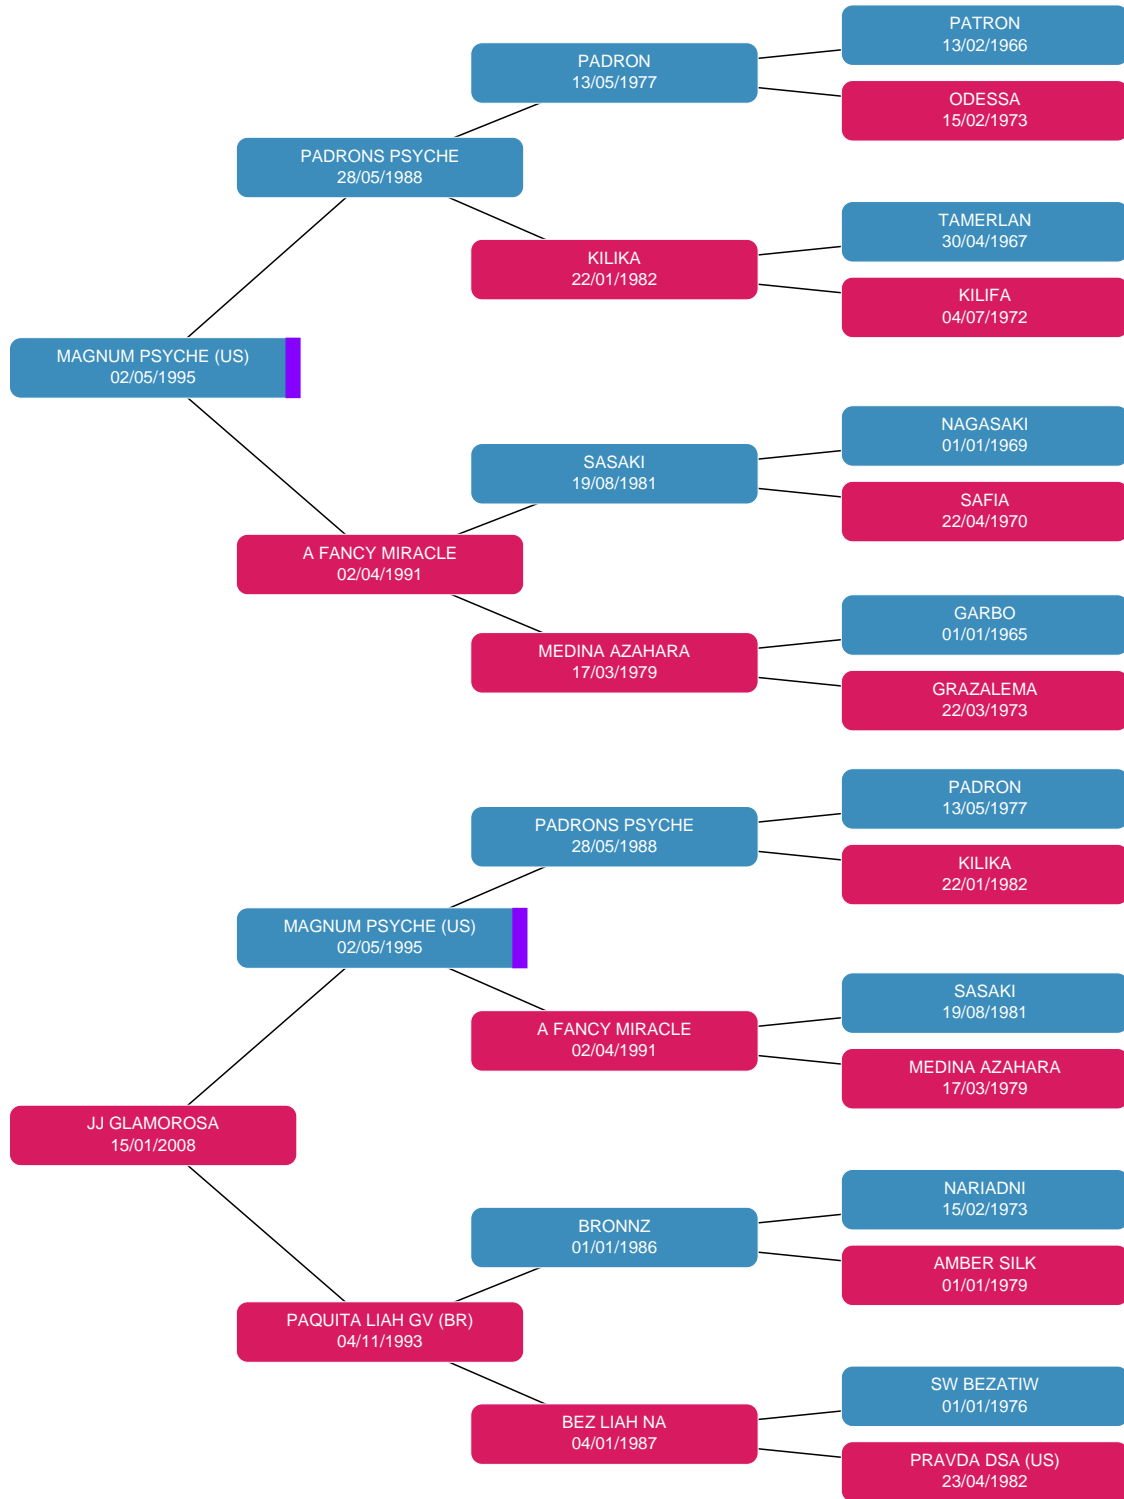 PATRON
13/02/1966
PADRON
13/05/1977
ODESSA
15/02/1973
PADRONS PSYCHE
28/05/1988
TAMERLAN
30/04/1967
KILIKA
22/01/1982
KILIFA
04/07/1972
MAGNUM PSYCHE (US)
02/05/1995
NAGASAKI
01/01/1969
SASAKI
19/08/1981
SAFIA
22/04/1970
A FANCY MIRACLE
02/04/1991
GARBO
01/01/1965
MEDINA AZAHARA
17/03/1979
GRAZALEMA
22/03/1973
PADRON
13/05/1977
PADRONS PSYCHE
28/05/1988
KILIKA
22/01/1982
MAGNUM PSYCHE (US)
02/05/1995
SASAKI
19/08/1981
A FANCY MIRACLE
02/04/1991
MEDINA AZAHARA
17/03/1979
JJ GLAMOROSA
15/01/2008
NARIADNI
15/02/1973
BRONNZ
01/01/1986
AMBER SILK
01/01/1979
PAQUITA LIAH GV (BR)
04/11/1993
SW BEZATIW
01/01/1976
BEZ LIAH NA
04/01/1987
PRAVDA DSA (US)
23/04/1982